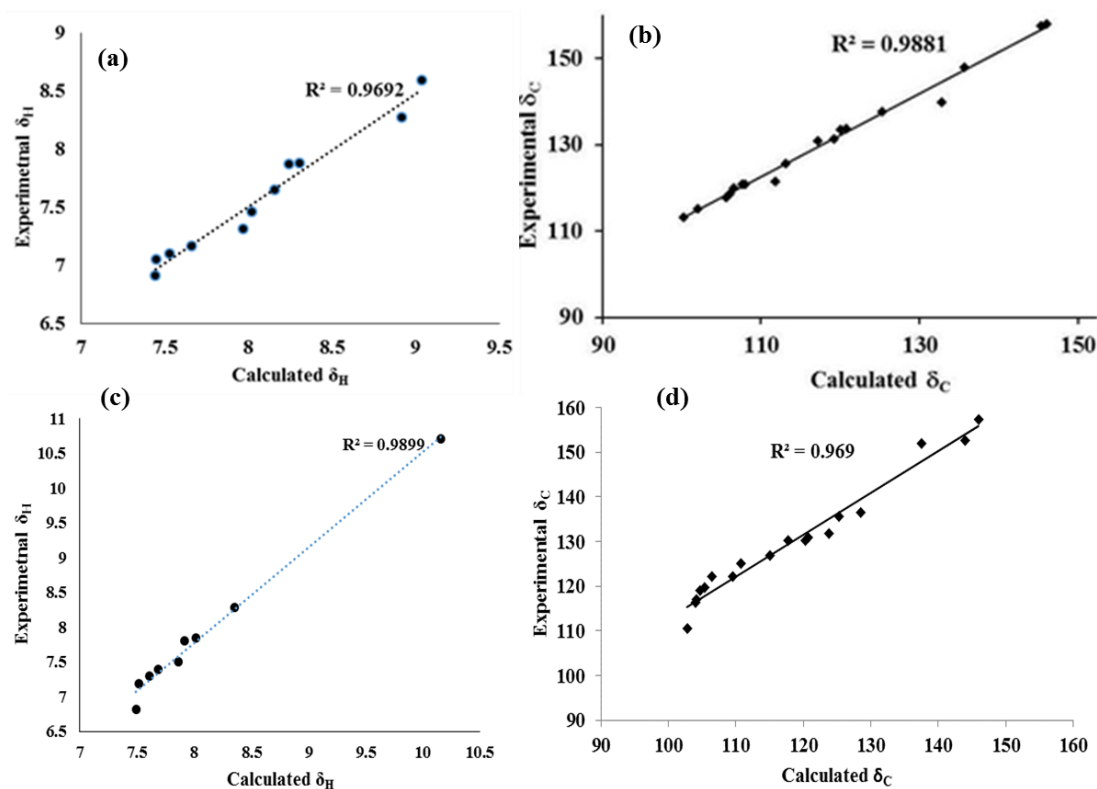 (a)
R² = 0.9692
Experimetnal δH
9
8.5
8
7.5
7
6.5
7 7.5 8 8.5 9 9.5
Calculated δH
(b)
R² = 0.9881
Experimental δC
150
130
110
90
90 110 130 150
Calculated δC
(c)
R² = 0.9899
Experimetnal δH
11
10.5
10
9.5
9
8.5
8
7.5
7
6.5
7 7.5 8 8.5 9 9.5 10 10.5
Calculated δH
(d)
R² = 0.969
Experimental δC
160
150
140
130
120
110
100
90
90 100 110 120 130 140 150 160
Calculated δC